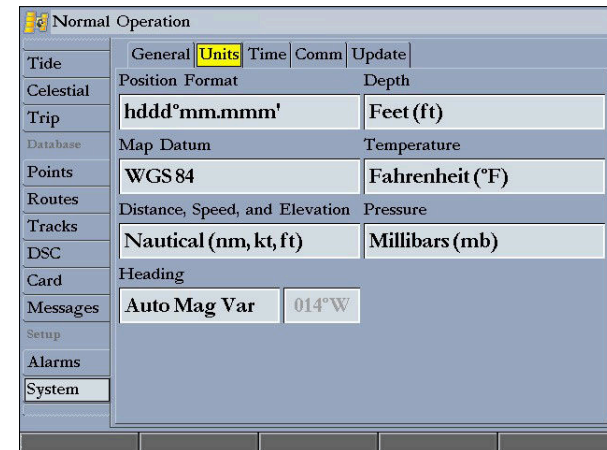 Normal Operation
General Units Time Comm Update
Tide
Celestial
Trip
Database
Points
Routes
Tracks
DSC
Card
Messages
Setup
Alarms
System
Position Format
hddd°mm.mmm'
Depth
Feet (ft)
Map Datum
WGS 84
Temperature
Fahrenheit (°F)
Distance, Speed, and Elevation
Nautical (nm, kt, ft)
Pressure
Millibars (mb)
Heading
Auto Mag Var 014°W